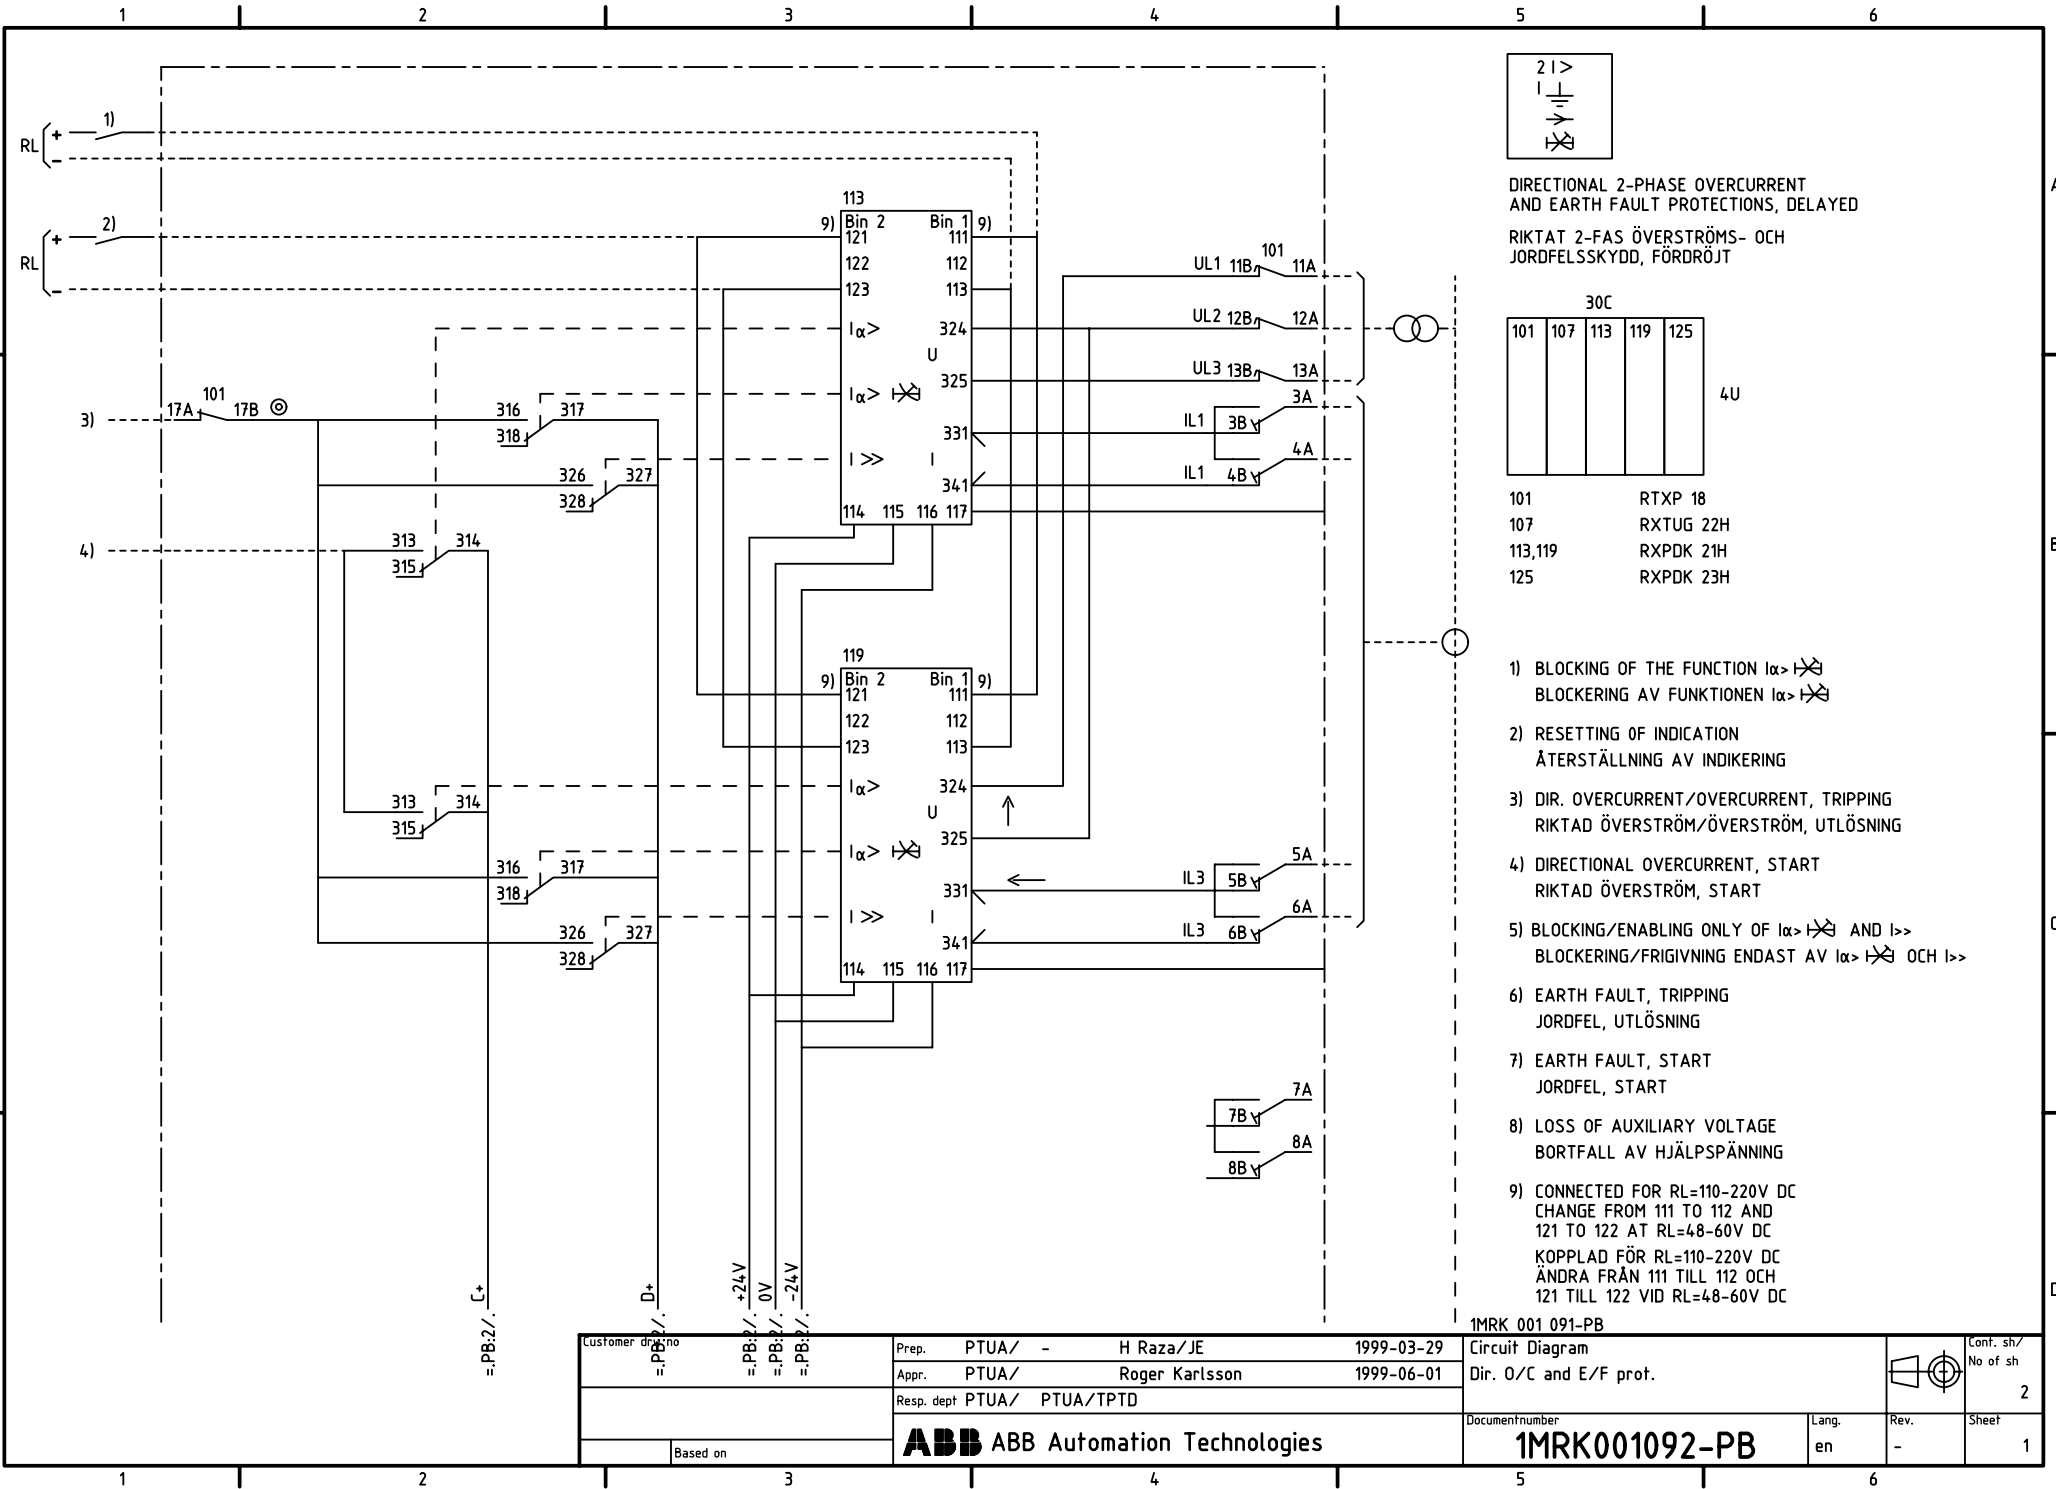 1 2 3 4 5 6
RL + 1)
-
RL + 2)
-
113
9) Bin 2 Bin 1 9)
121 111
122 112
123 113
Iα> 324
U
325
Iα>
331
I>> I
341
114 115 116 117
UL1 11B 101 11A
UL2 12B 12A
UL3 13B 13A
3A
IL1 3B
4A
IL1 4B
3) 17A 101 17B
316 317
318
326 327
328
4) 313 314
315
119
9) Bin 2 Bin 1 9)
121 111
122 112
123 113
Iα> 324
U
325
Iα>
331
I>> I
341
114 115 116 117
313 314
315
316 317
318
326 327
328
5A
IL3 5B
6A
IL3 6B
7A
7B
8A
8B
C+
=.PB:2/.
D+
=.PB:2/.
+24V
=.PB:2/.
0V
=.PB:2/.
-24V
=.PB:2/.
2 I>
I
DIRECTIONAL 2-PHASE OVERCURRENT
AND EARTH FAULT PROTECTIONS, DELAYED
RIKTAT 2-FAS ÖVERSTRÖMS- OCH
JORDFELSSKYDD, FÖRDRÖJT
30C
101 107 113 119 125
4U
101 RTXP 18
107 RXTUG 22H
113,119 RXPDK 21H
125 RXPDK 23H
1) BLOCKING OF THE FUNCTION Iα>
BLOCKERING AV FUNKTIONEN Iα>
2) RESETTING OF INDICATION
ÅTERSTÄLLNING AV INDIKERING
3) DIR. OVERCURRENT/OVERCURRENT, TRIPPING
RIKTAD ÖVERSTRÖM/ÖVERSTRÖM, UTLÖSNING
4) DIRECTIONAL OVERCURRENT, START
RIKTAD ÖVERSTRÖM, START
5) BLOCKING/ENABLING ONLY OF Iα> AND I>>
BLOCKERING/FRIGIVNING ENDAST AV Iα> OCH I>>
6) EARTH FAULT, TRIPPING
JORDFEL, UTLÖSNING
7) EARTH FAULT, START
JORDFEL, START
8) LOSS OF AUXILIARY VOLTAGE
BORTFALL AV HJÄLPSPÄNNING
9) CONNECTED FOR RL=110-220V DC
CHANGE FROM 111 TO 112 AND
121 TO 122 AT RL=48-60V DC
KOPPLAD FÖR RL=110-220V DC
ÄNDRA FRÅN 111 TILL 112 OCH
121 TILL 122 VID RL=48-60V DC
1MRK 001 091-PB
A
B
C
D
Customer drw.no
Prep. PTUA/ - H Raza/JE 1999-03-29
Appr. PTUA/ Roger Karlsson 1999-06-01
Resp. dept PTUA/ PTUA/TPTD
Based on
ABB ABB Automation Technologies
Circuit Diagram
Dir. O/C and E/F prot.
Cont. sh/
No of sh
2
Documentnumber
1MRK001092-PB
Lang.
en
Rev.
-
Sheet
1
1 2 3 4 5 6